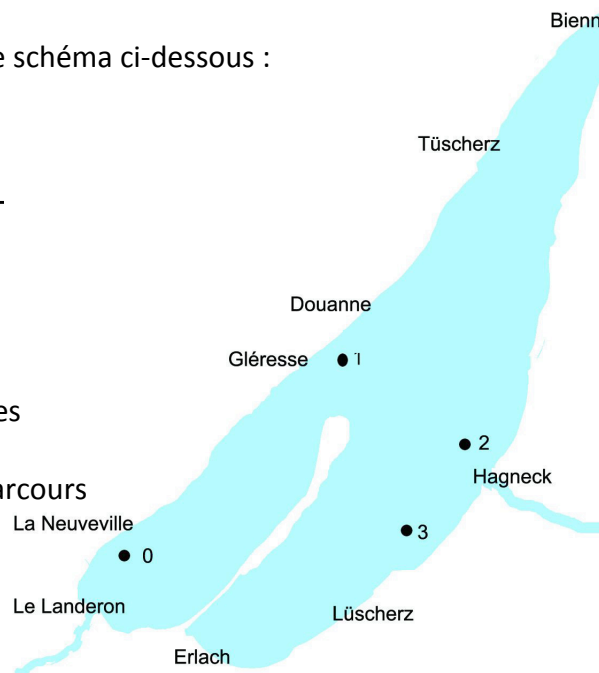 Bienn
e schéma ci-dessous :
Tüscherz
Douanne
Gléresse 1
es
2
Hagneck
arcours
La Neuveville
3
0
Le Landeron
Lüscherz
Erlach